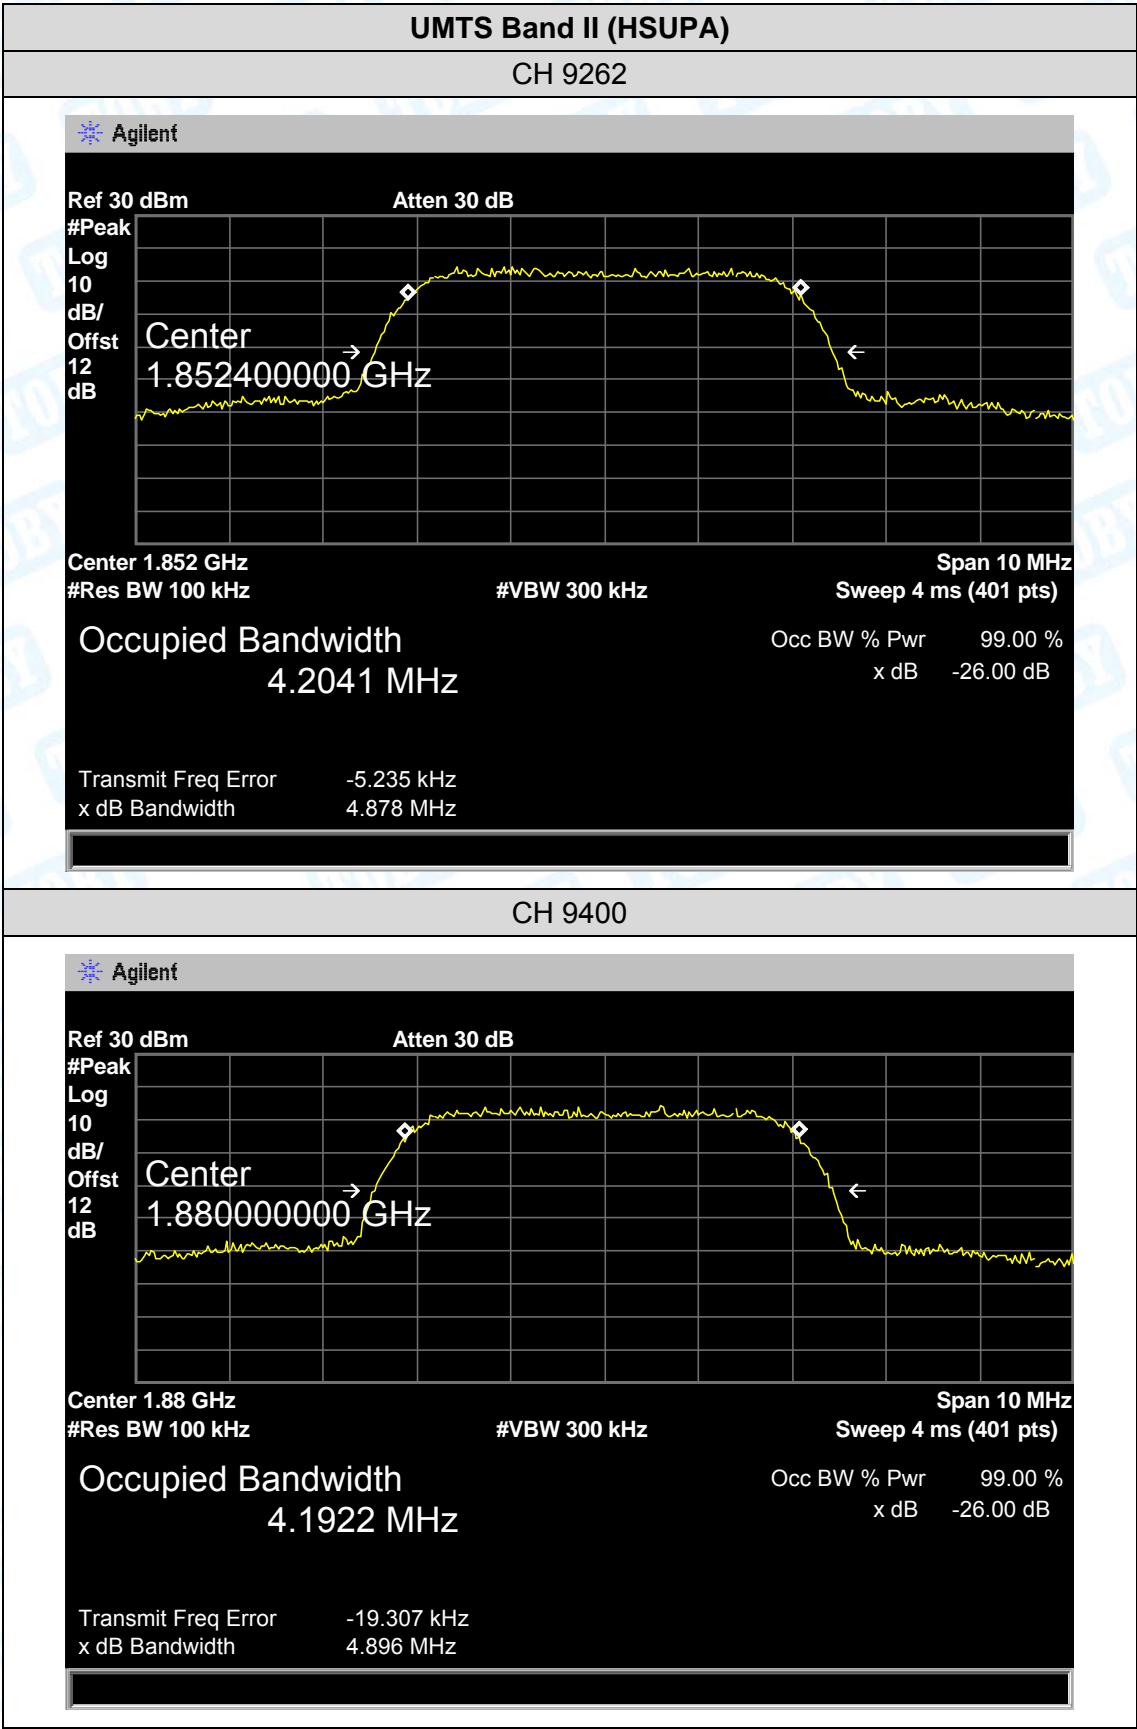 UMTS Band II (HSUPA)
CH 9262
Agilent
Ref 30 dBm Atten 30 dB
#Peak
Log
10
dB/
Offst
12
dB
Center
1.852400000 GHz
Center 1.852 GHz Span 10 MHz
#Res BW 100 kHz #VBW 300 kHz Sweep 4 ms (401 pts)
Occupied Bandwidth Occ BW % Pwr 99.00 %
4.2041 MHz x dB -26.00 dB
Transmit Freq Error -5.235 kHz
x dB Bandwidth 4.878 MHz
CH 9400
Agilent
Ref 30 dBm Atten 30 dB
#Peak
Log
10
dB/
Offst
12
dB
Center
1.880000000 GHz
Center 1.88 GHz Span 10 MHz
#Res BW 100 kHz #VBW 300 kHz Sweep 4 ms (401 pts)
Occupied Bandwidth Occ BW % Pwr 99.00 %
4.1922 MHz x dB -26.00 dB
Transmit Freq Error -19.307 kHz
x dB Bandwidth 4.896 MHz